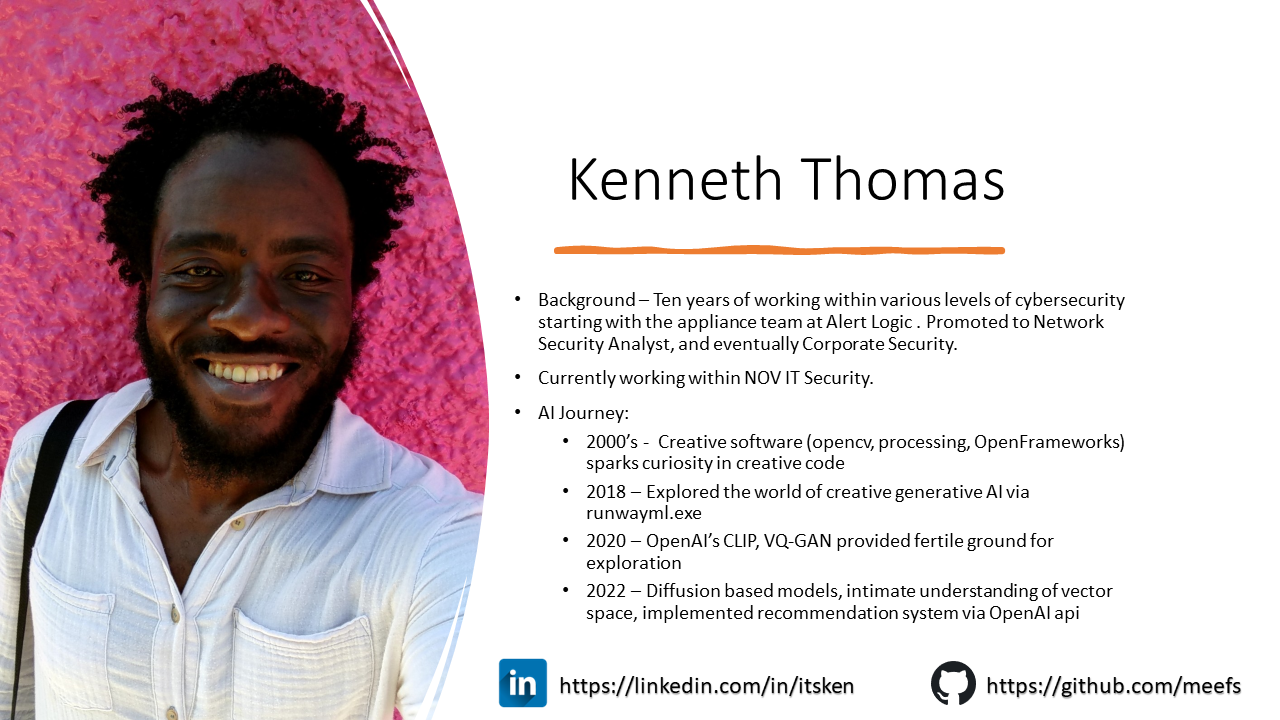 Kenneth Thomas
• Background – Ten years of working within various levels of cybersecurity
starting with the appliance team at Alert Logic . Promoted to Network
Security Analyst, and eventually Corporate Security.
• Currently working within NOV IT Security.
• AI Journey:
• 2000’s - Creative software (opencv, processing, OpenFrameworks)
sparks curiosity in creative code
• 2018 – Explored the world of creative generative AI via
runwayml.exe
• 2020 – OpenAI’s CLIP, VQ-GAN provided fertile ground for
exploration
• 2022 – Diffusion based models, intimate understanding of vector
space, implemented recommendation system via OpenAI api
in https://linkedin.com/in/itsken
https://github.com/meefs